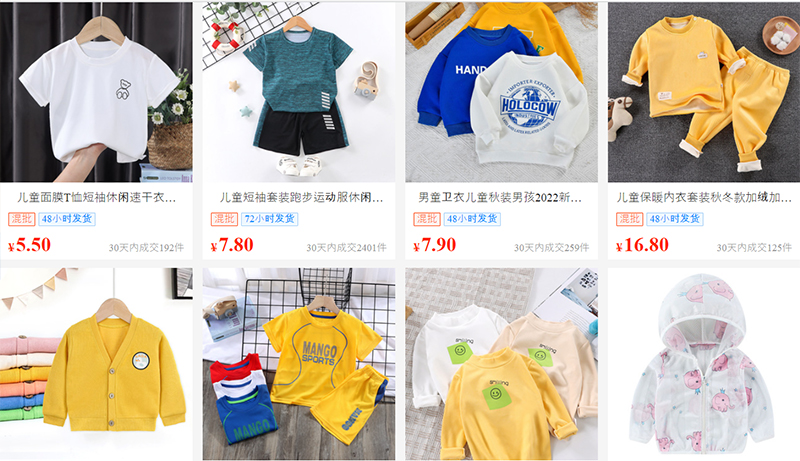 HAND
IMPORTER EXPORTER
HOLOCOW
INDUSTRIES
儿童面膜T恤短袖休闲速干衣…
儿童短袖套装跑步运动服休闲…
男童卫衣儿童秋装男孩2022新…
儿童保暖内衣套装秋冬款加绒加…
混批 48小时发货
混批 72小时发货
混批 48小时发货
混批 48小时发货
¥5.50 30天内成交192件
¥7.80 30天内成交2401件
¥7.90 30天内成交259件
¥16.80 30天内成交125件
MANGO
SPORTS
MANGO
MANGO
smiling
smiling
smiling